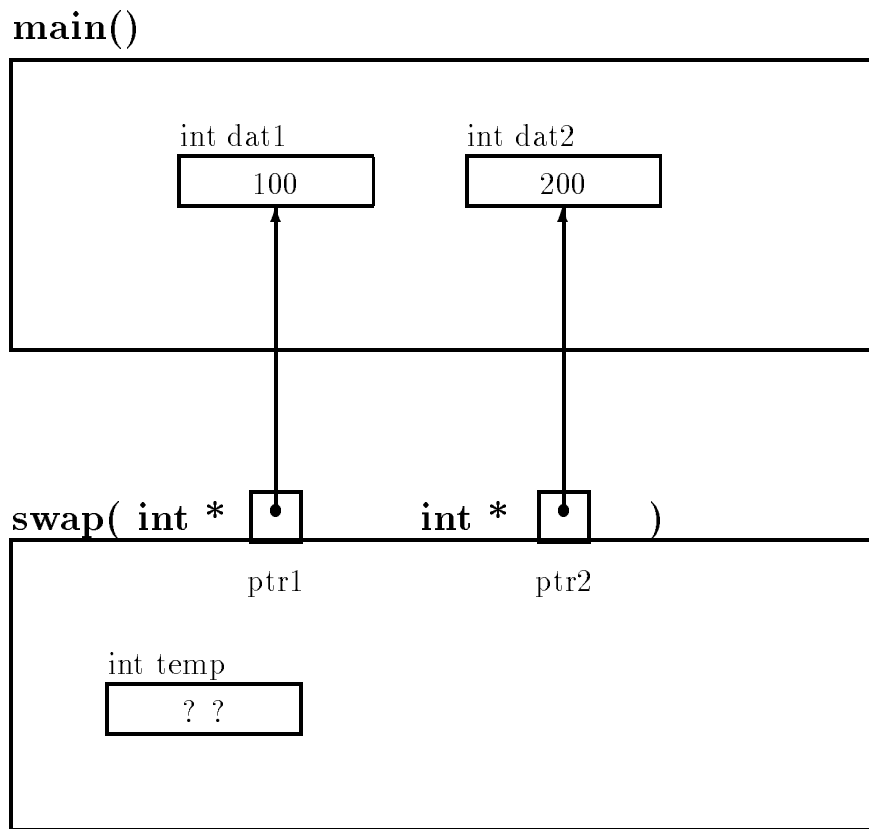 main()
int dat1 int dat2
100 200
swap( int * int * )
ptr1 ptr2
int temp
? ?